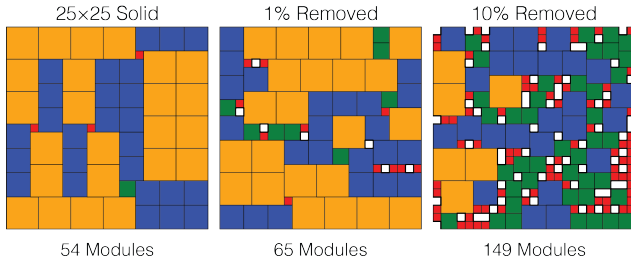 25×25 Solid
1% Removed
10% Removed
54 Modules
65 Modules
149 Modules